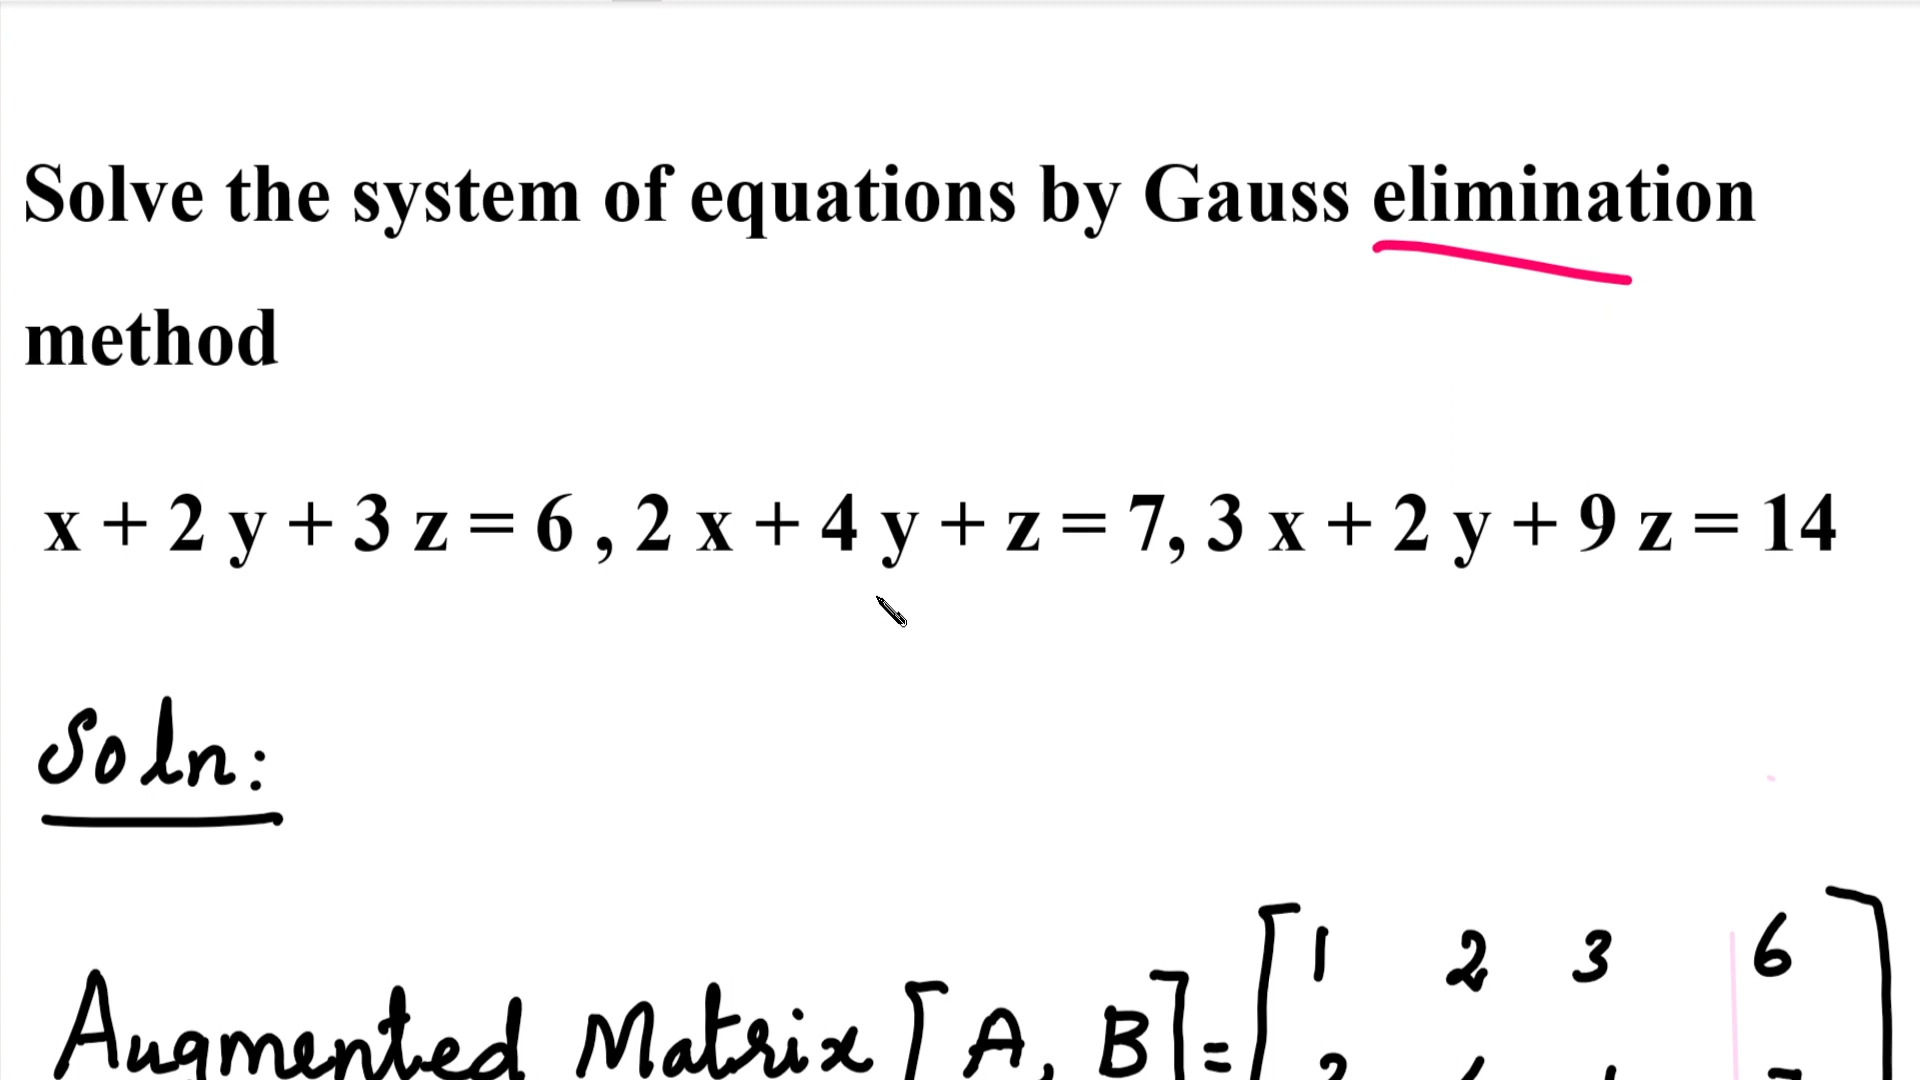 Solve the system of equations by Gauss elimination
method
x + 2 y + 3 z = 6 , 2 x + 4 y + z = 7, 3 x + 2 y + 9 z = 14
Soln:
1 2 3 6
Augmented Matrix [A, B] =